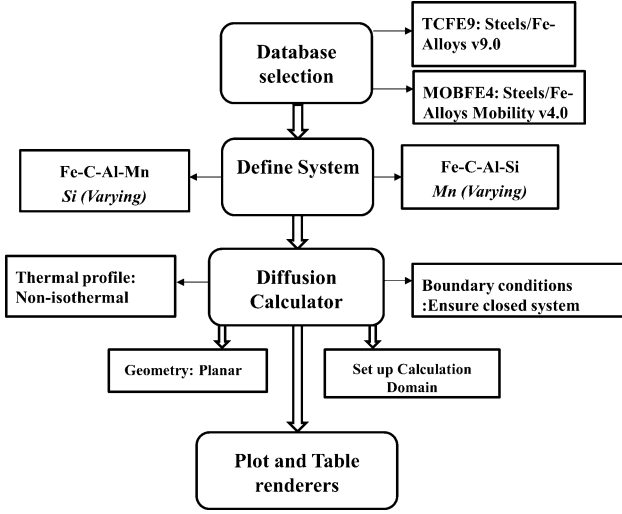 Database
selection
TCFE9: Steels/Fe-
Alloys v9.0
MOBFE4: Steels/Fe-
Alloys Mobility v4.0
Define System
Fe-C-Al-Mn
Si (Varying)
Fe-C-Al-Si
Mn (Varying)
Diffusion
Calculator
Thermal profile:
Non-isothermal
Boundary conditions
:Ensure closed system
Geometry: Planar
Set up Calculation
Domain
Plot and Table
renderers